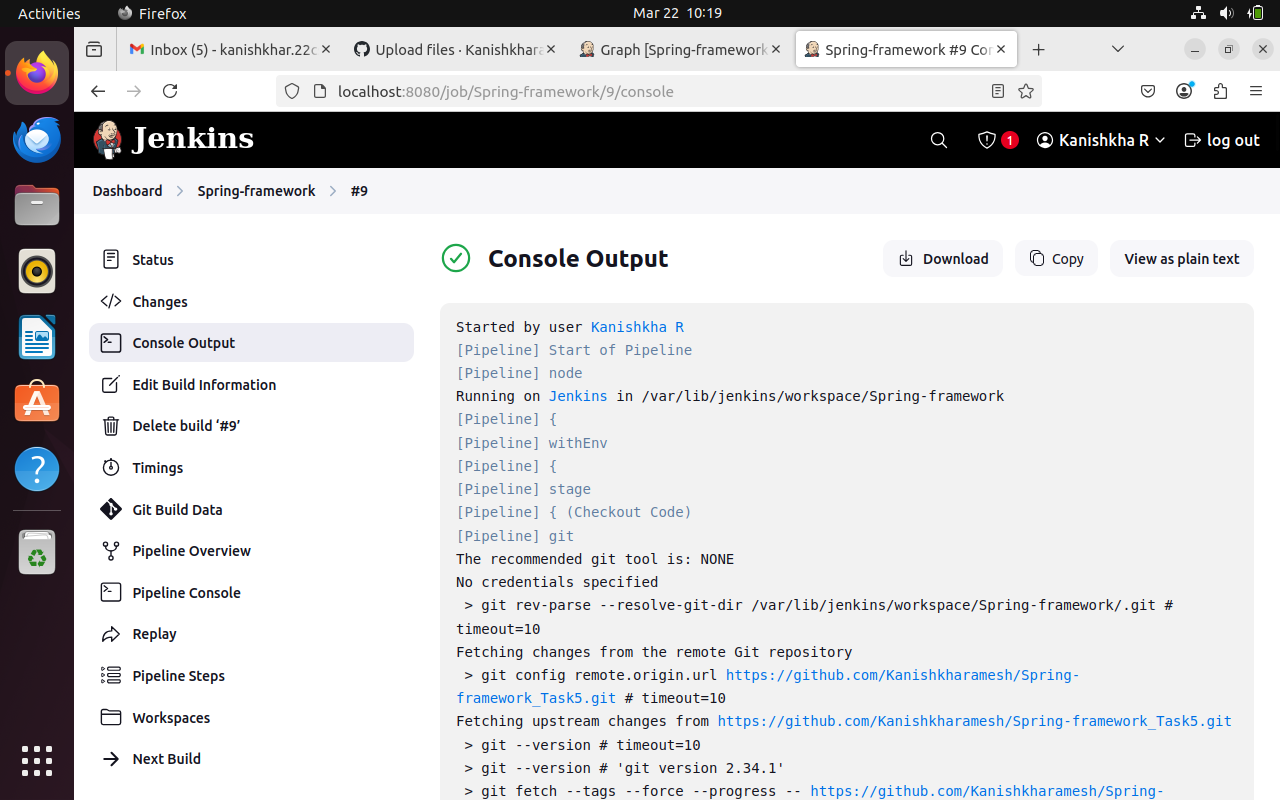 Activities
Firefox
Mar 22 10:19
Inbox (5) - kanishkhar.22c
Upload files · Kanishkhara
Graph [Spring-framework
Spring-framework #9 Con
localhost:8080/job/Spring-framework/9/console
Jenkins
1
Kanishkha R
log out
Dashboard
Spring-framework
#9
Status
Changes
Console Output
Edit Build Information
Delete build ‘#9’
Timings
Git Build Data
Pipeline Overview
Pipeline Console
Replay
Pipeline Steps
Workspaces
Next Build
Console Output
Download
Copy
View as plain text
Started by user Kanishkha R
[Pipeline] Start of Pipeline
[Pipeline] node
Running on Jenkins in /var/lib/jenkins/workspace/Spring-framework
[Pipeline] {
[Pipeline] withEnv
[Pipeline] {
[Pipeline] stage
[Pipeline] { (Checkout Code)
[Pipeline] git
The recommended git tool is: NONE
No credentials specified
> git rev-parse --resolve-git-dir /var/lib/jenkins/workspace/Spring-framework/.git #
timeout=10
Fetching changes from the remote Git repository
> git config remote.origin.url https://github.com/Kanishkharamesh/Spring-
framework_Task5.git # timeout=10
Fetching upstream changes from https://github.com/Kanishkharamesh/Spring-framework_Task5.git
> git --version # timeout=10
> git --version # 'git version 2.34.1'
> git fetch --tags --force --progress -- https://github.com/Kanishkharamesh/Spring-